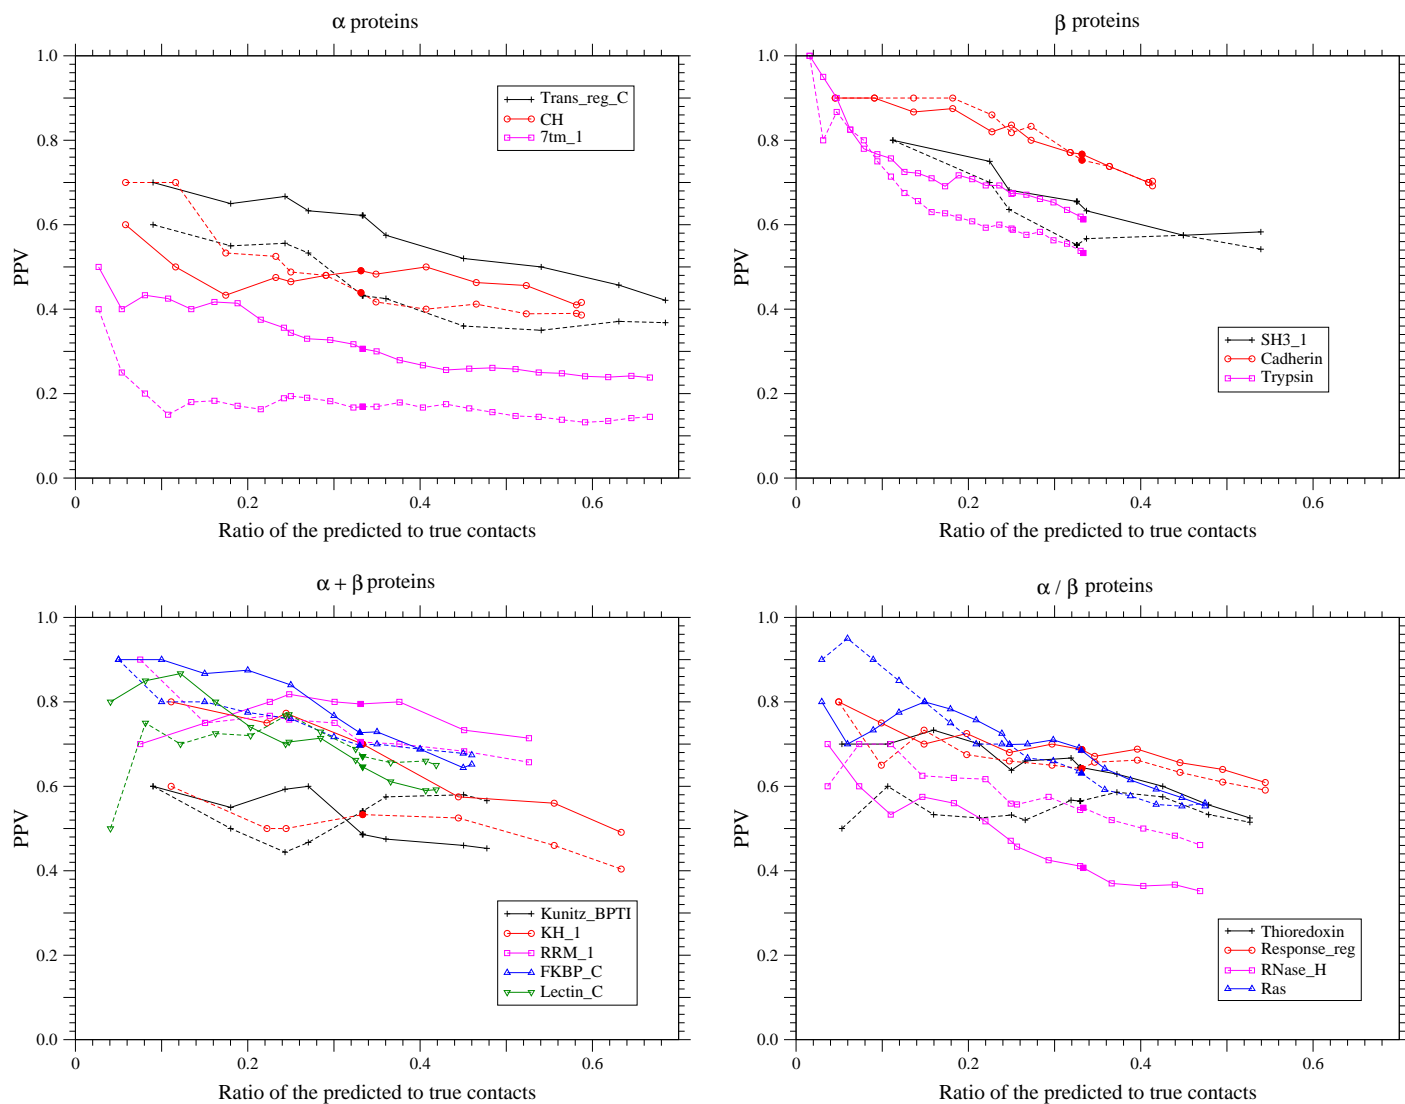 α proteins
1.0
0.8
0.6
0.4
0.2
0.0
PPV
0
0.2
0.4
0.6
Ratio of the predicted to true contacts
Trans_reg_C
CH
7tm_1
β proteins
1.0
0.8
0.6
0.4
0.2
0.0
PPV
0
0.2
0.4
0.6
Ratio of the predicted to true contacts
SH3_1
Cadherin
Trypsin
α + β proteins
1.0
0.8
0.6
0.4
0.2
0.0
PPV
0
0.2
0.4
0.6
Ratio of the predicted to true contacts
Kunitz_BPTI
KH_1
RRM_1
FKBP_C
Lectin_C
α / β proteins
1.0
0.8
0.6
0.4
0.2
0.0
PPV
0
0.2
0.4
0.6
Ratio of the predicted to true contacts
Thioredoxin
Response_reg
RNase_H
Ras